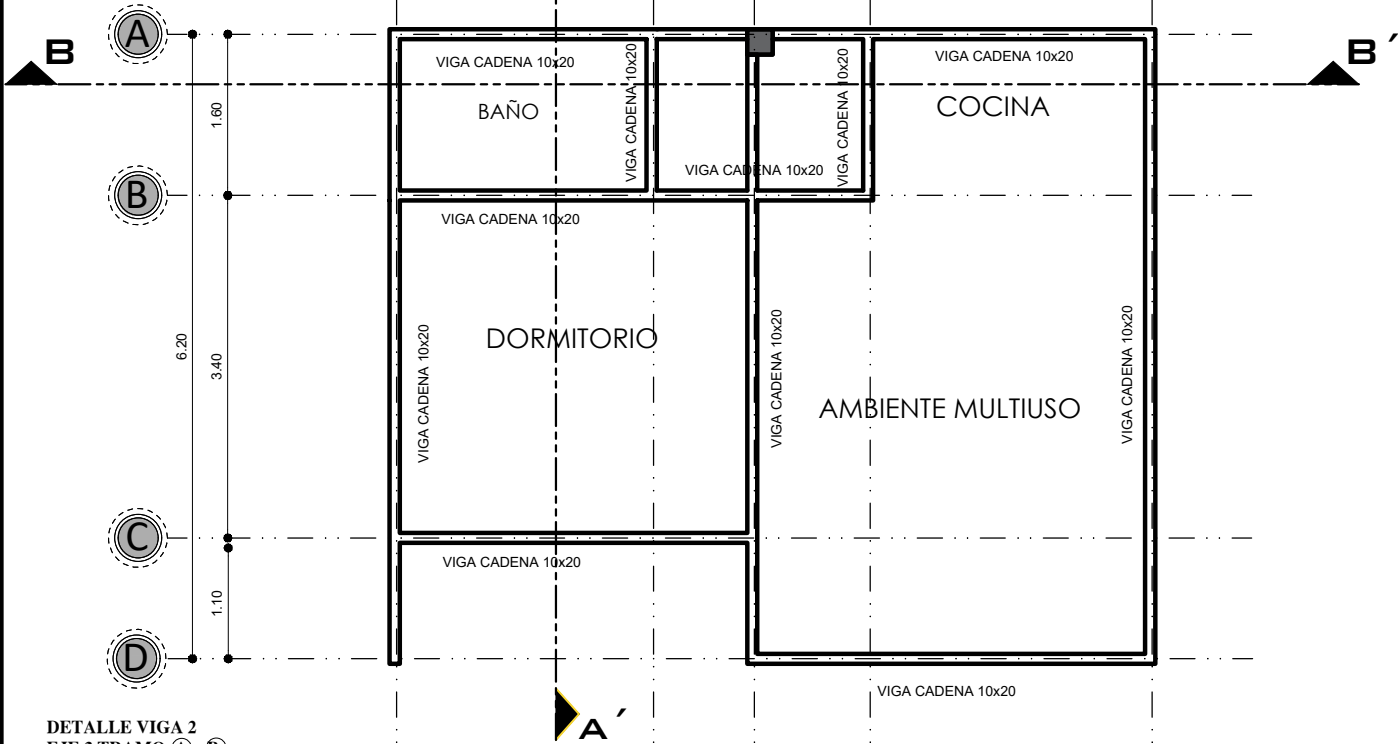 A
B
B´
VIGA CADENA 10x20
VIGA CADENA 10x20
VIGA CADENA 10x20
VIGA CADENA 10x20
BAÑO
COCINA
1.60
VIGA CADENA 10x20
B
VIGA CADENA 10x20
6.20
3.40
DORMITORIO
VIGA CADENA 10x20
VIGA CADENA 10x20
VIGA CADENA 10x20
AMBIENTE MULTIUSO
C
VIGA CADENA 10x20
1.10
D
VIGA CADENA 10x20
A´
DETALLE VIGA 2